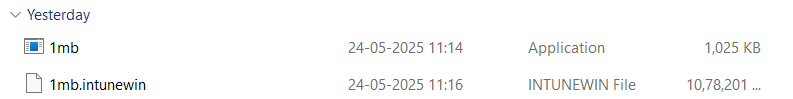 Yesterday
1mb 24-05-2025 11:14 Application 1,025 KB
1mb.intunewin 24-05-2025 11:16 INTUNEWIN File 10,78,201 ...